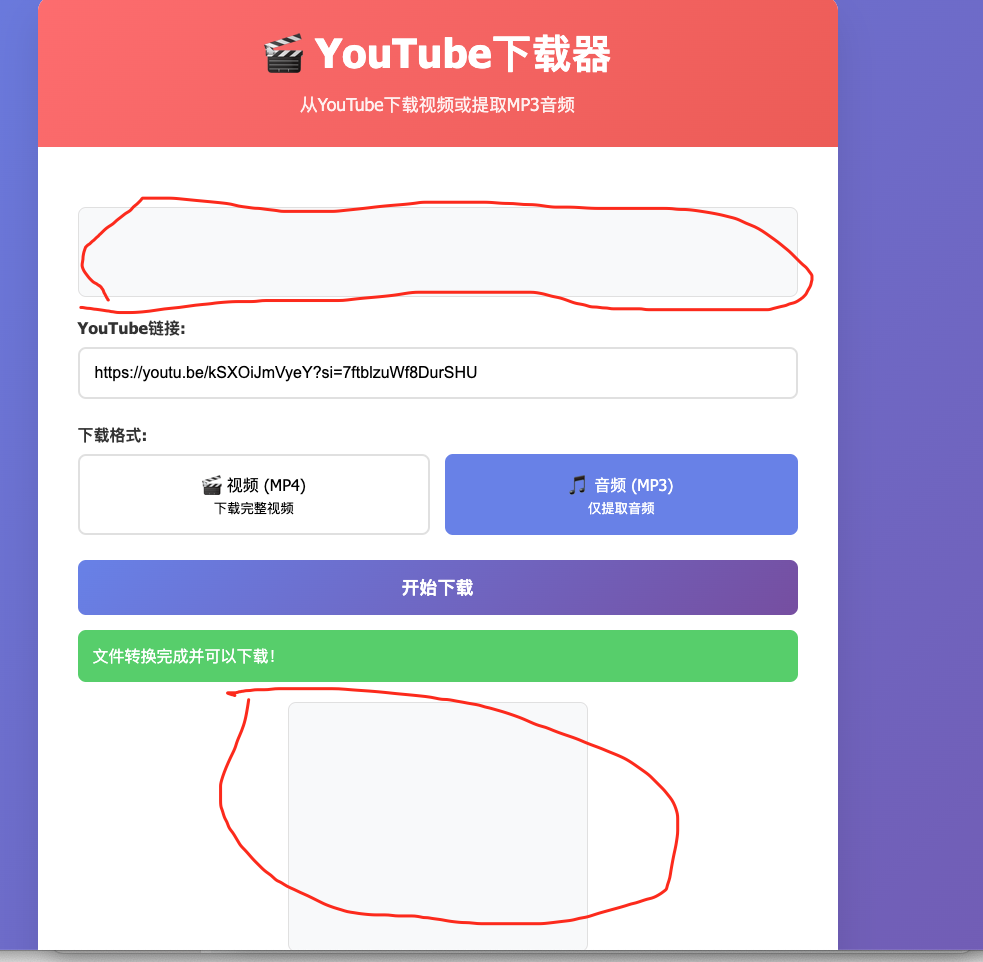 🎬 YouTube下载器
从YouTube下载视频或提取MP3音频
YouTube链接:
https://youtu.be/kSXOiJmVyeY?si=7ftblzuWf8DurSHU
下载格式:
🎬 视频 (MP4)
下载完整视频
🎵 音频 (MP3)
仅提取音频
开始下载
文件转换完成并可以下载!